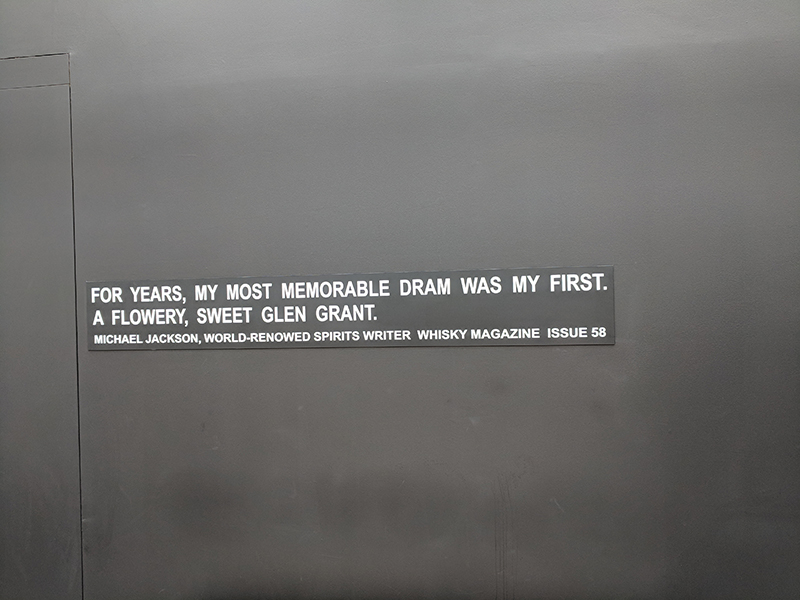 FOR YEARS, MY MOST MEMORABLE DRAM WAS MY FIRST.
A FLOWERY, SWEET GLEN GRANT.
MICHAEL JACKSON, WORLD-RENOWED SPIRITS WRITER WHISKY MAGAZINE ISSUE 58